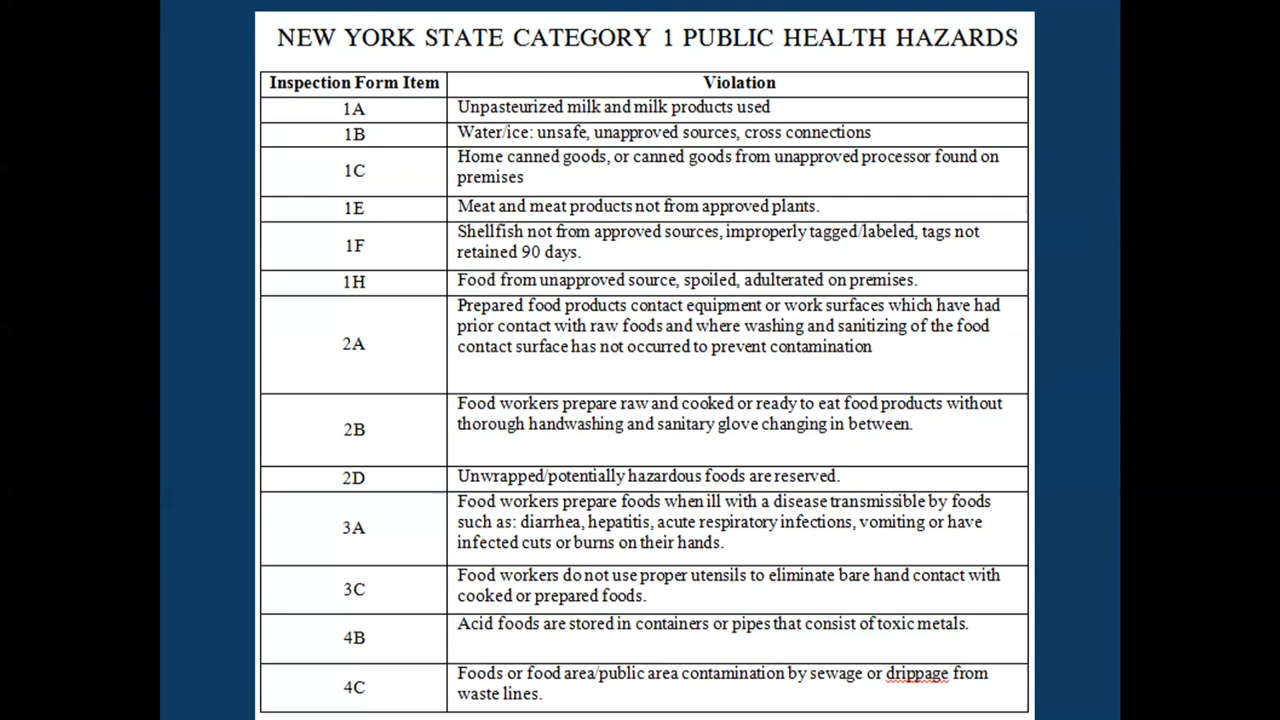 NEW YORK STATE CATEGORY 1 PUBLIC HEALTH HAZARDS
Inspection Form Item Violation
1A Unpasteurized milk and milk products used
1B Water/ice: unsafe, unapproved sources, cross connections
1C Home canned goods, or canned goods from unapproved processor found on
premises
1E Meat and meat products not from approved plants.
1F Shellfish not from approved sources, improperly tagged/labeled, tags not
retained 90 days.
1H Food from unapproved source, spoiled, adulterated on premises.
2A Prepared food products contact equipment or work surfaces which have had
prior contact with raw foods and where washing and sanitizing of the food
contact surface has not occurred to prevent contamination
2B Food workers prepare raw and cooked or ready to eat food products without
thorough handwashing and sanitary glove changing in between.
2D Unwrapped/potentially hazardous foods are reserved.
3A Food workers prepare foods when ill with a disease transmissible by foods
such as: diarrhea, hepatitis, acute respiratory infections, vomiting or have
infected cuts or burns on their hands.
3C Food workers do not use proper utensils to eliminate bare hand contact with
cooked or prepared foods.
4B Acid foods are stored in containers or pipes that consist of toxic metals.
4C Foods or food area/public area contamination by sewage or drippage from
waste lines.